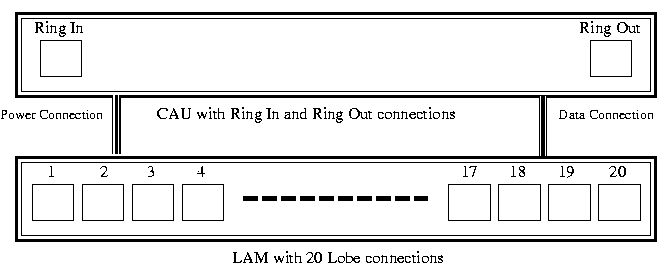 Ring In
Ring Out
Power Connection
CAU with Ring In and Ring Out connections
Data Connection
1 2 3 4 17 18 19 20
LAM with 20 Lobe connections